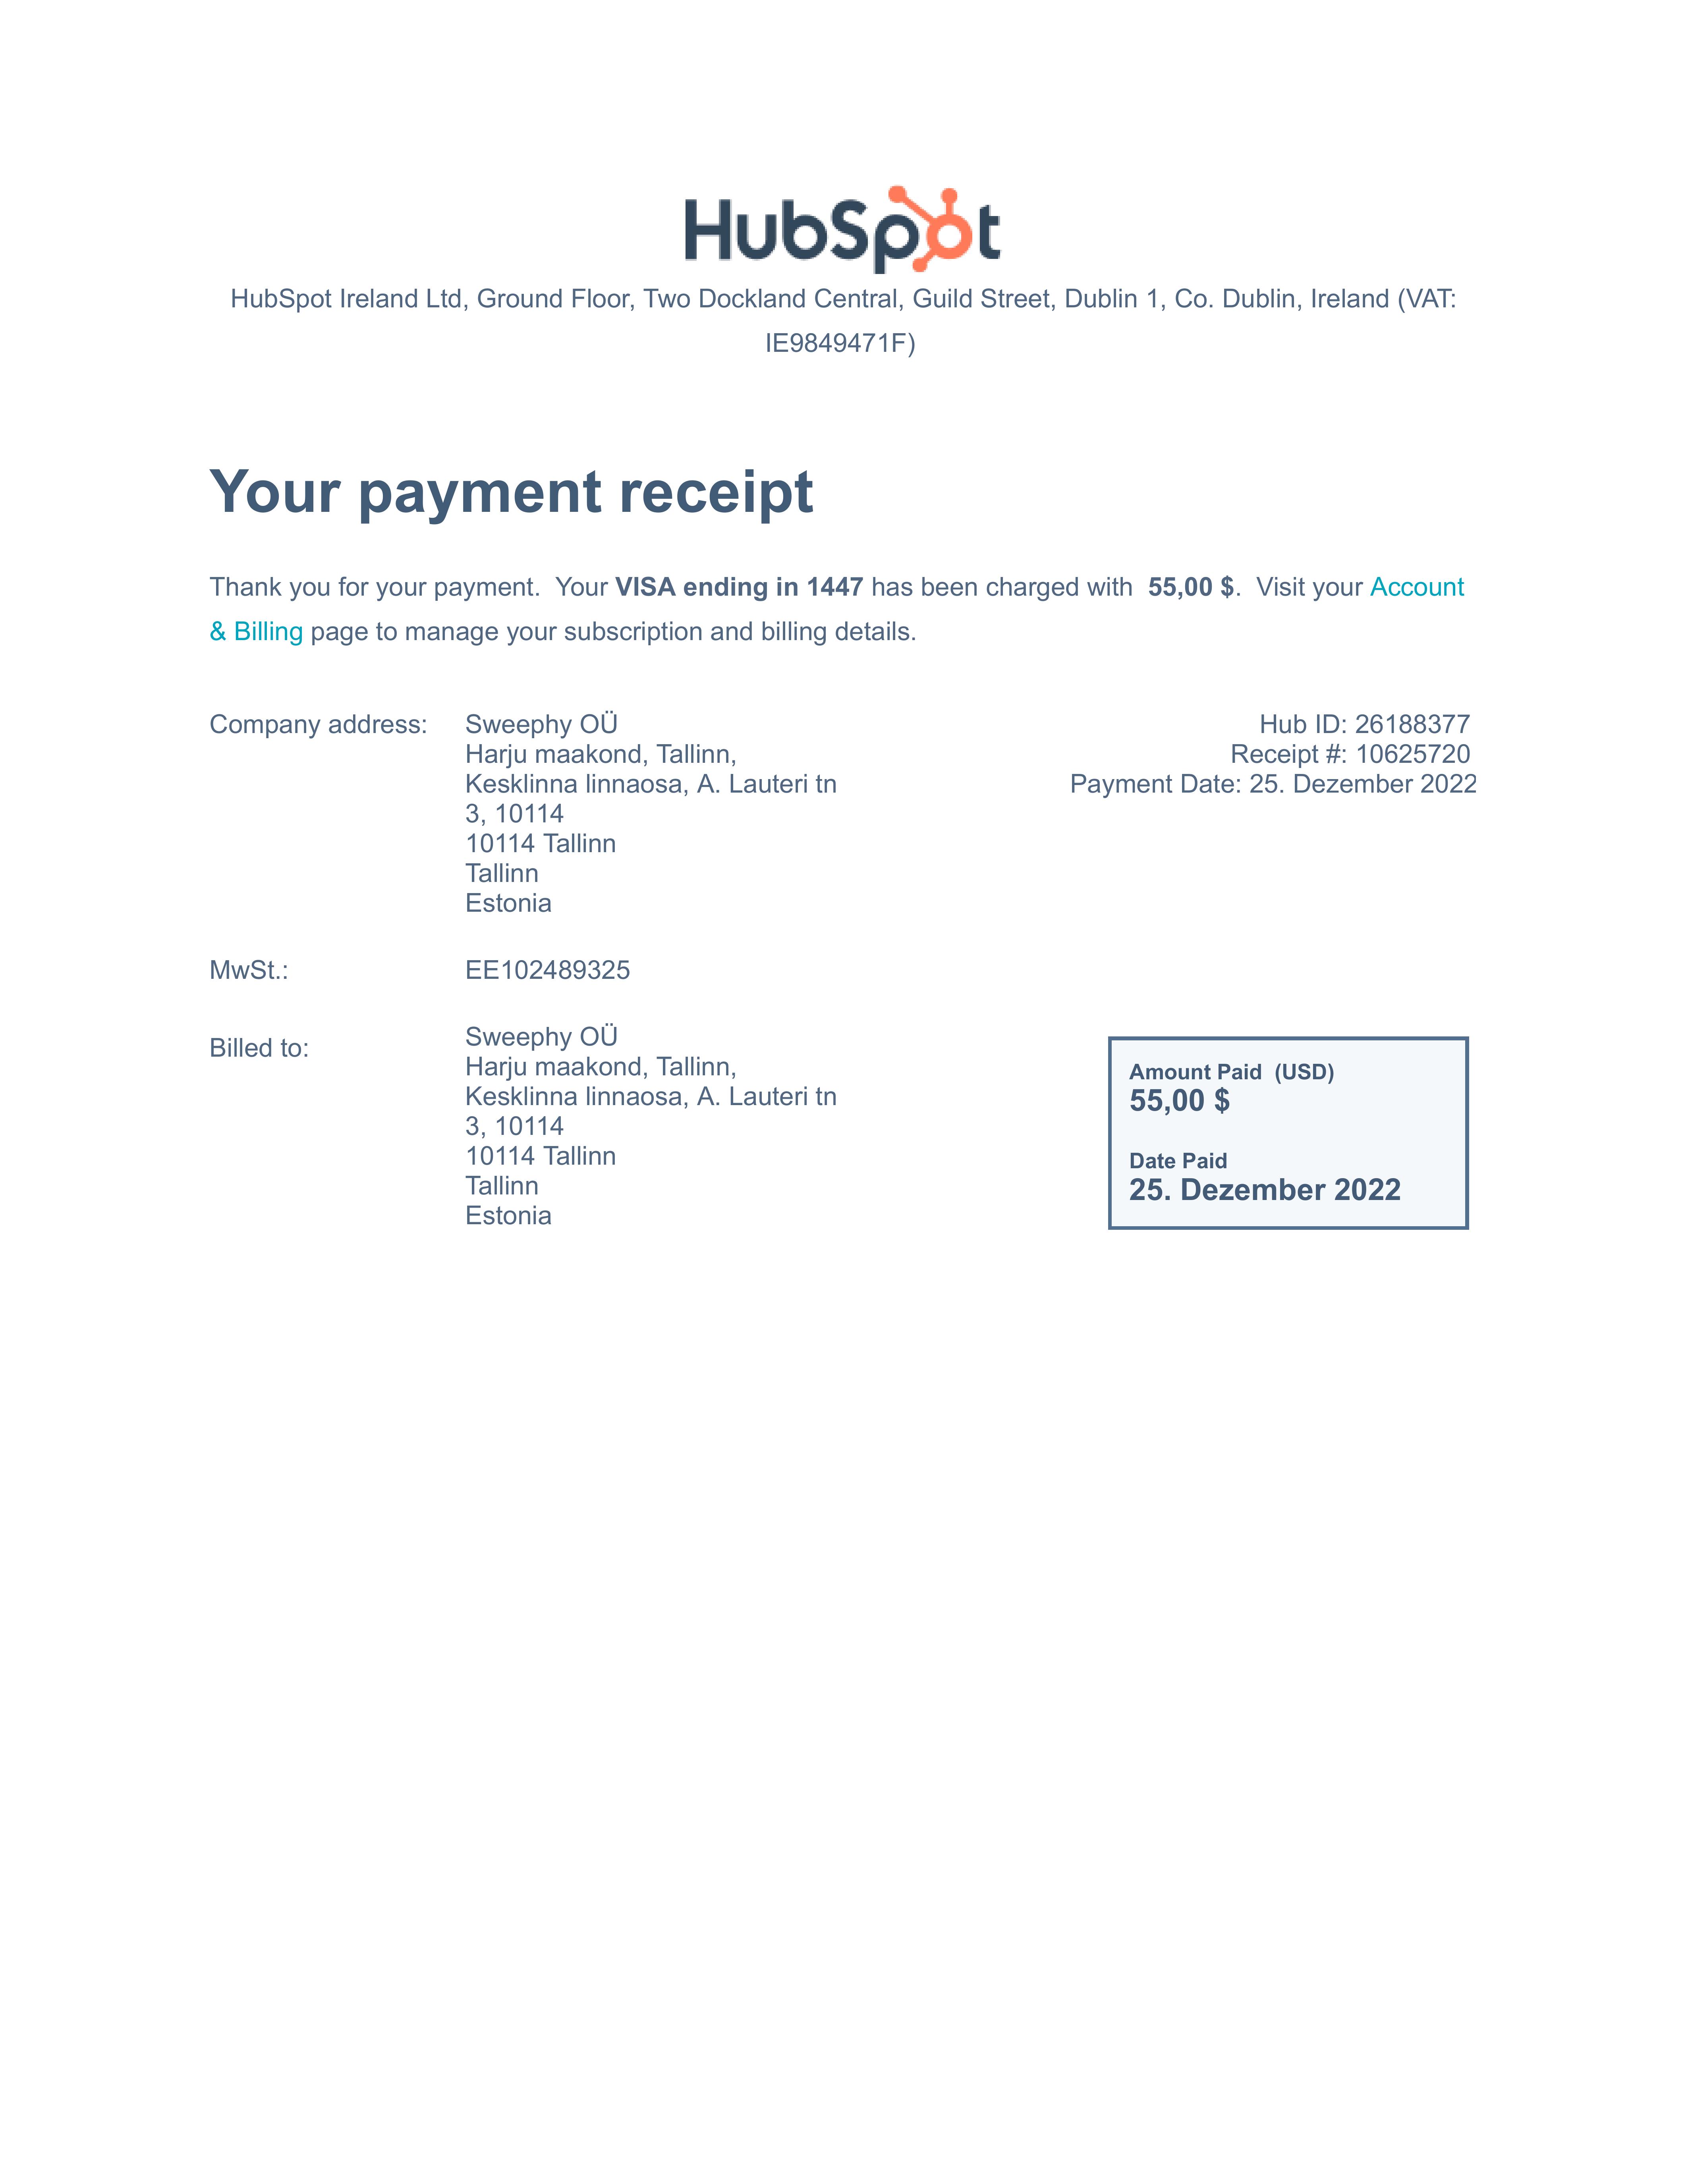 HubSpot
HubSpot Ireland Ltd, Ground Floor, Two Dockland Central, Guild Street, Dublin 1, Co. Dublin, Ireland (VAT:
IE9849471F)
Your payment receipt
Thank you for your payment.  Your VISA ending in 1447 has been charged with  55,00 $.  Visit your Account
& Billing page to manage your subscription and billing details.
Company address:
Sweephy OÜ
Harju maakond, Tallinn,
Kesklinna linnaosa, A. Lauteri tn
3, 10114
10114 Tallinn
Tallinn
Estonia
Hub ID: 26188377
Receipt #: 10625720
Payment Date: 25. Dezember 2022
MwSt.: EE102489325
Billed to:
Sweephy OÜ
Harju maakond, Tallinn,
Kesklinna linnaosa, A. Lauteri tn
3, 10114
10114 Tallinn
Tallinn
Estonia
Amount Paid  (USD)
55,00 $
Date Paid
25. Dezember 2022